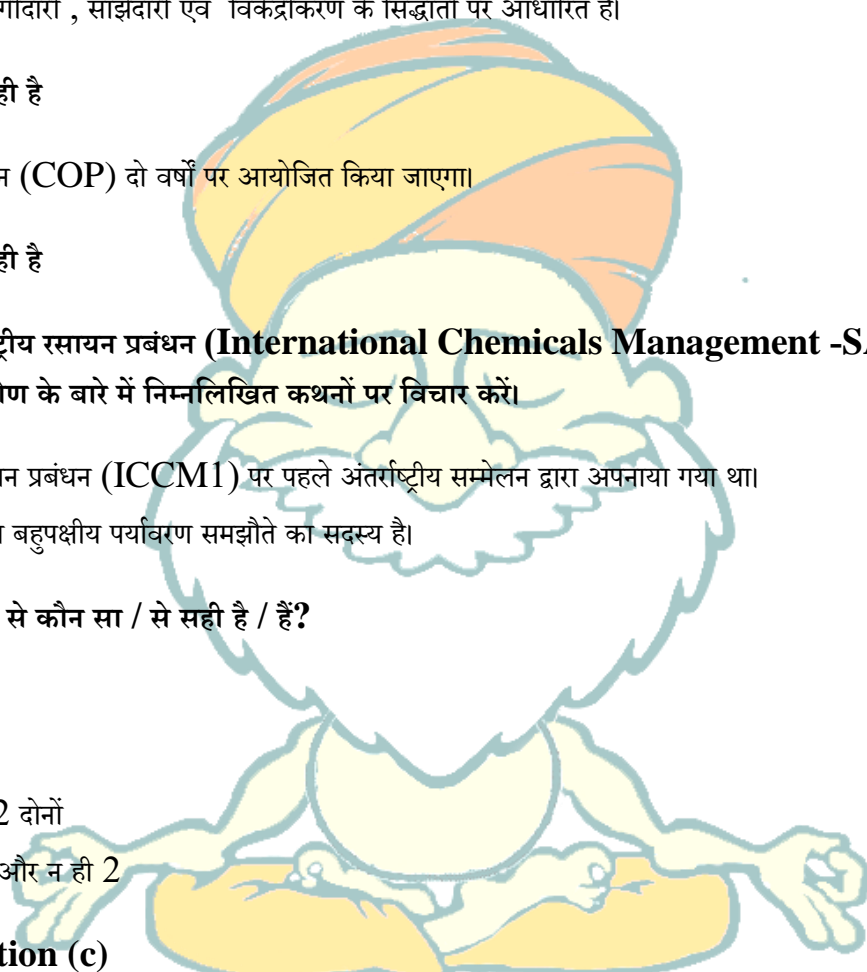 , साझेदारी एवं विकेंद्रीकरण के सिद्धांतों पर आधारित है।
है
(COP) दो वर्षों पर आयोजित किया जाएगा।
है
रसायन प्रबंधन (International Chemicals Management -SA
के बारे में निम्नलिखित कथनों पर विचार करें।
प्रबंधन (ICCM1) पर पहले अंतर्राष्ट्रीय सम्मेलन द्वारा अपनाया गया था।
बहुपक्षीय पर्यावरण समझौते का सदस्य है।
से कौन सा / से सही है / हैं?
2 दोनों
और न ही 2
tion (c)